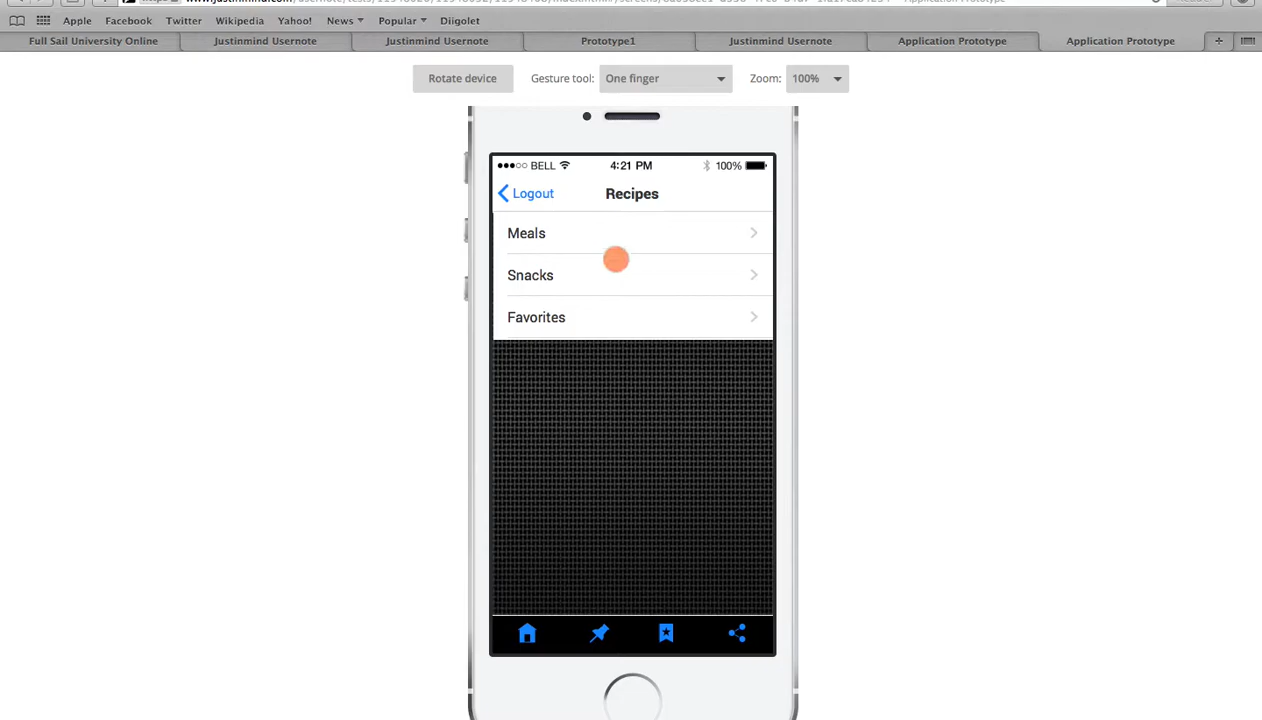 Apple Facebook Twitter Wikipedia Yahoo! News Popular Diigolet
Full Sail University Online Justinmind Usernote Justinmind Usernote Prototype1 Justinmind Usernote Application Prototype Application Prototype +
Rotate device Gesture tool: One finger Zoom: 100%
BELL 4:21 PM 100%
Logout Recipes
Meals
Snacks
Favorites